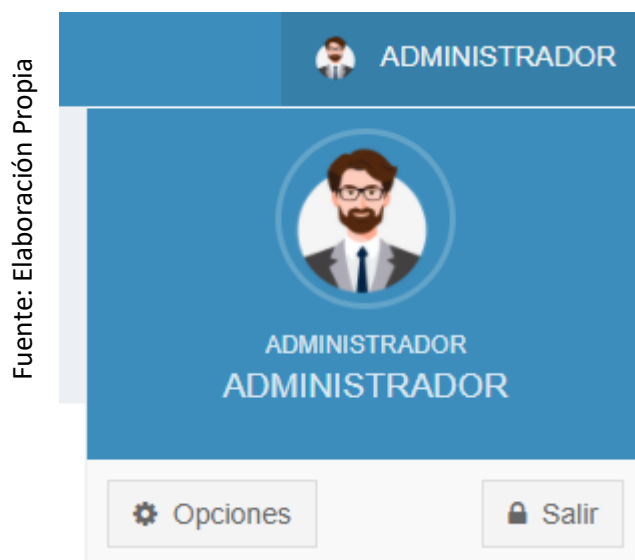 Fuente: Elaboración Propia
ADMINISTRADOR
ADMINISTRADOR
ADMINISTRADOR
Opciones
Salir